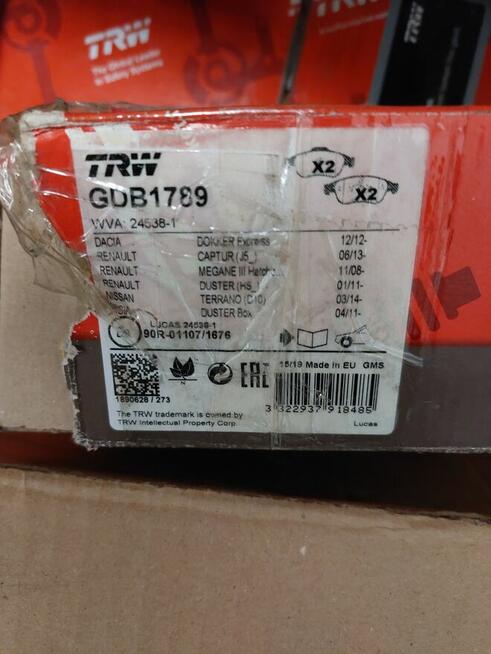 TRW
The Global Leader
in Safety Systems
TRW
TRW
GDB1789
WVA: 24538-1
X2
X2
DACIA DOKKER Express 12/12-
RENAULT CAPTUR (J5_) 06/13-
RENAULT MEGANE III Hatch... 11/08-
RENAULT DUSTER (HS_) 01/11-
NISSAN TERRANO (D10) 03/14-
DUSTER Box 04/11-
LUCAS 24538-1
90R-01107/1676
1890628 / 273
EAC
15/19 Made in EU GMS
3 322937 918485
The TRW trademark is owned by
TRW Intellectual Property Corp.
Lucas